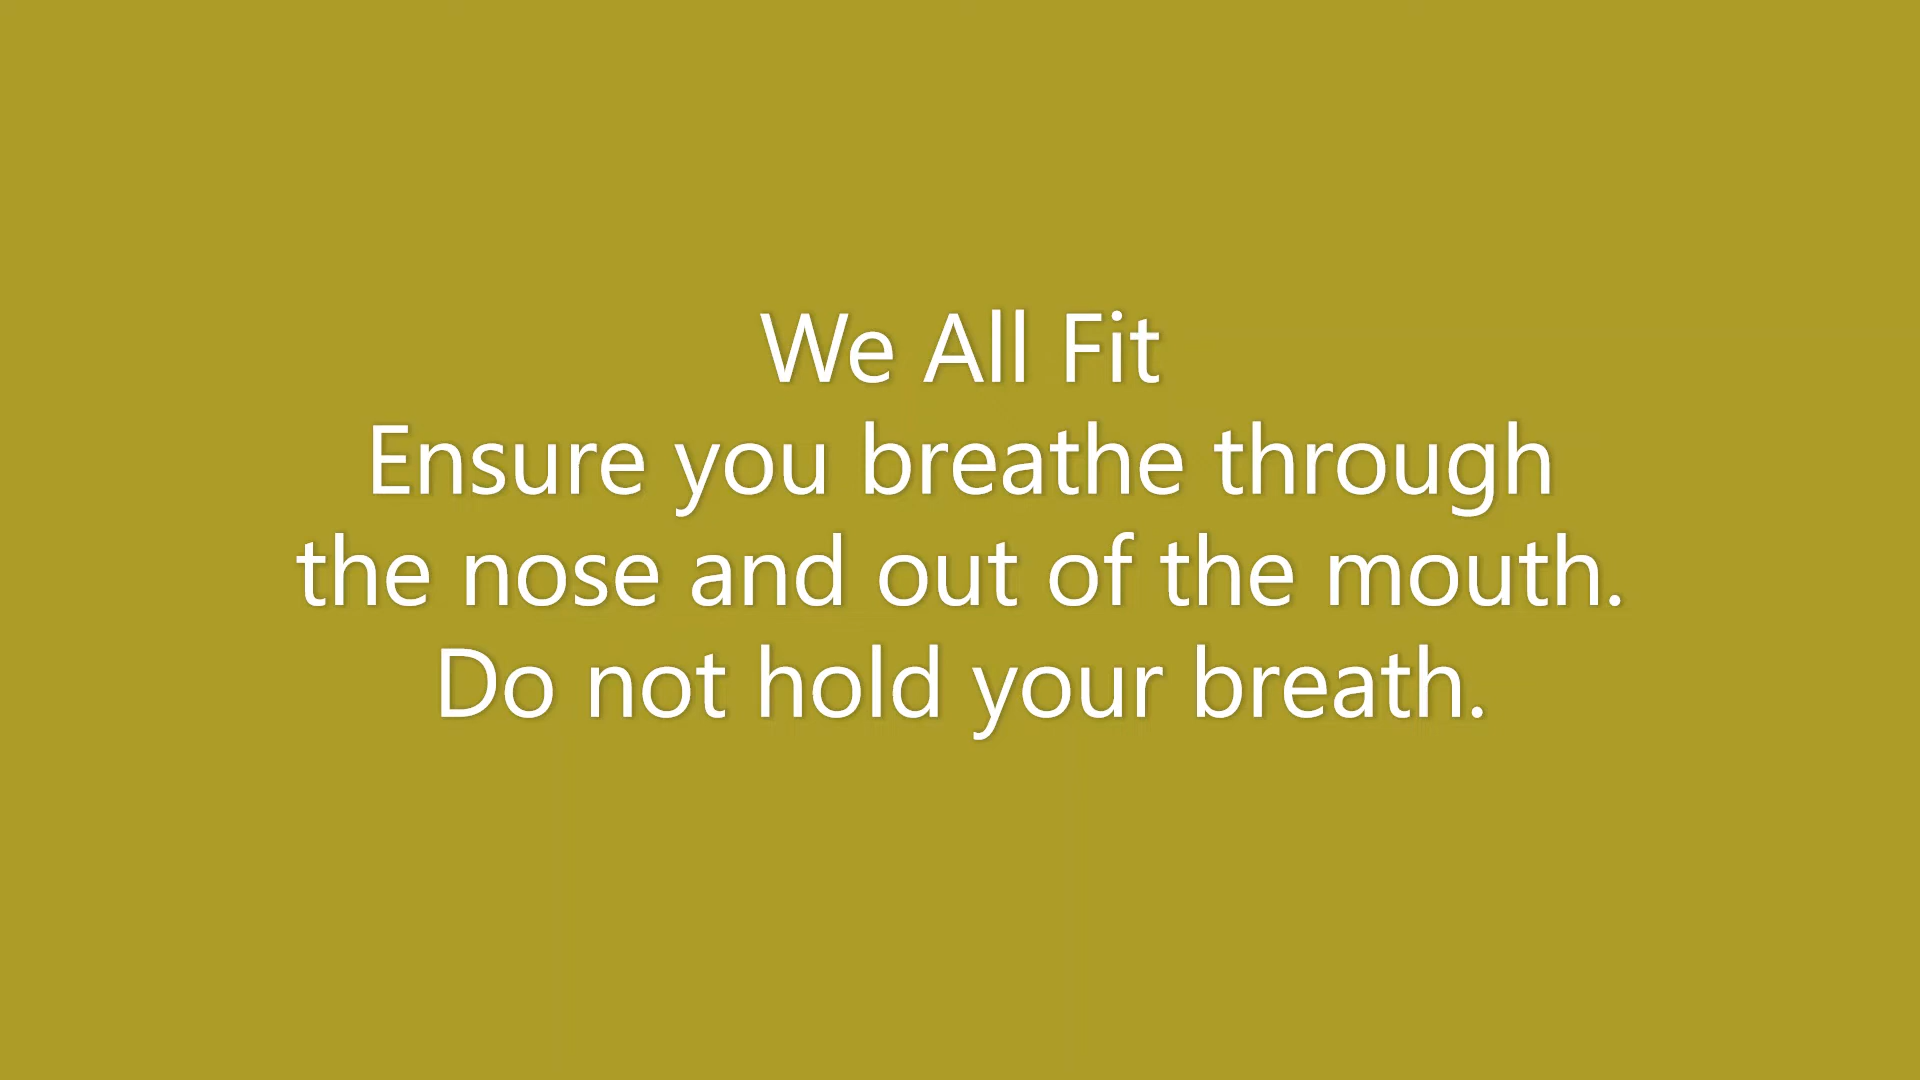 We All Fit
Ensure you breathe through
the nose and out of the mouth.
Do not hold your breath.